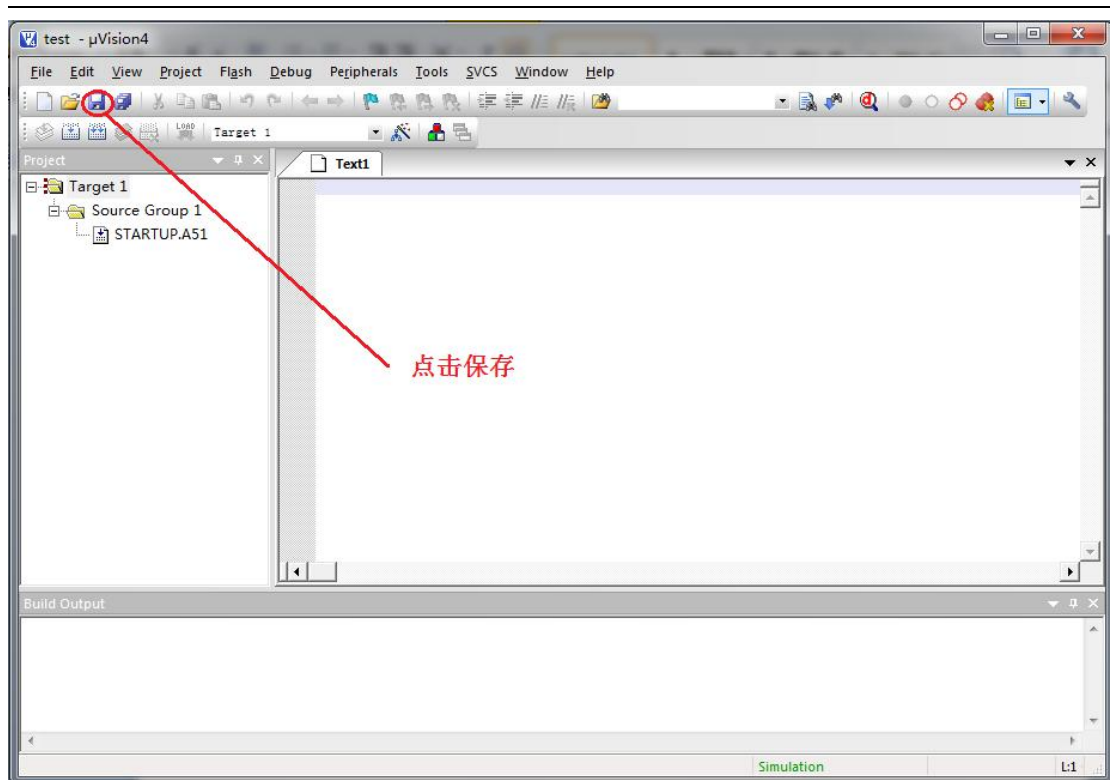 test - µVision4
File Edit View Project Flash Debug Peripherals Tools SVCS Window Help
LOAD Target 1
Project
Text1
Target 1
Source Group 1
STARTUP.A51
点击保存
Build Output
Simulation L:1